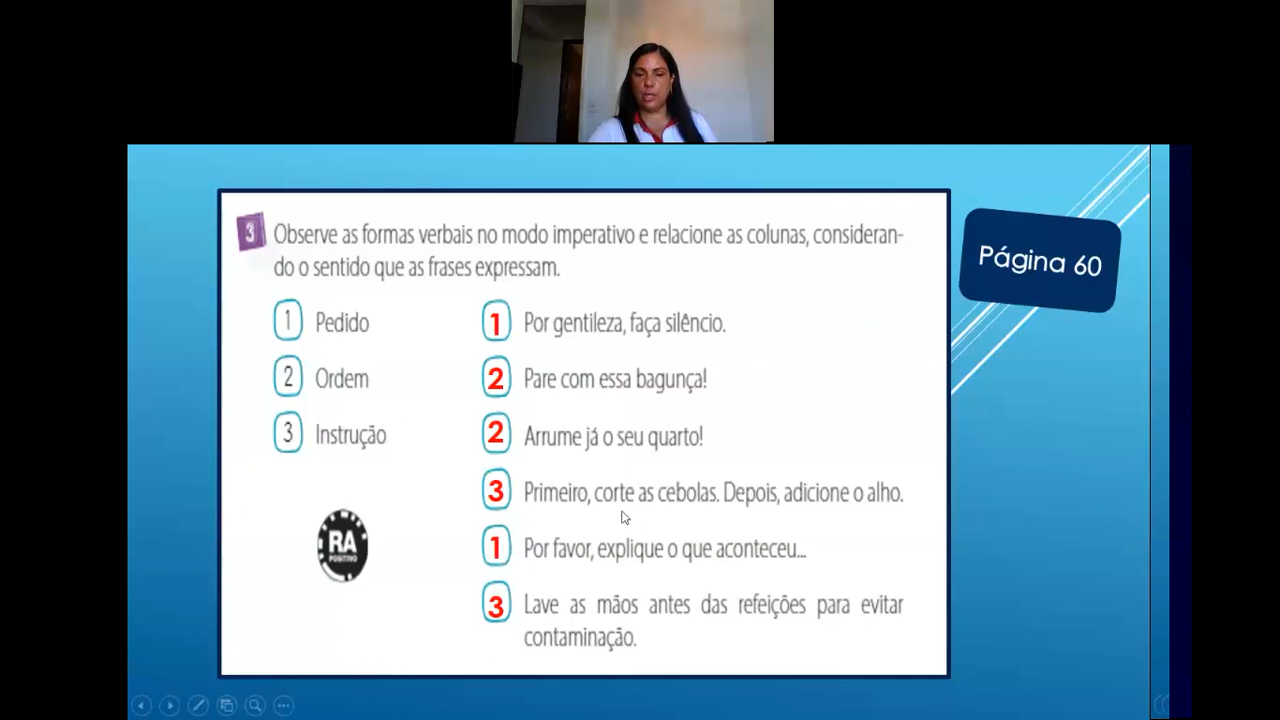 3 Observe as formas verbais no modo imperativo e relacione as colunas, consideran-
do o sentido que as frases expressam.
1 Pedido
2 Ordem
3 Instrução
1 Por gentileza, faça silêncio.
2 Pare com essa bagunça!
2 Arrume já o seu quarto!
3 Primeiro, corte as cebolas. Depois, adicione o alho.
1 Por favor, explique o que aconteceu...
3 Lave as mãos antes das refeições para evitar
contaminação.
RA
POSITIVO
Página 60